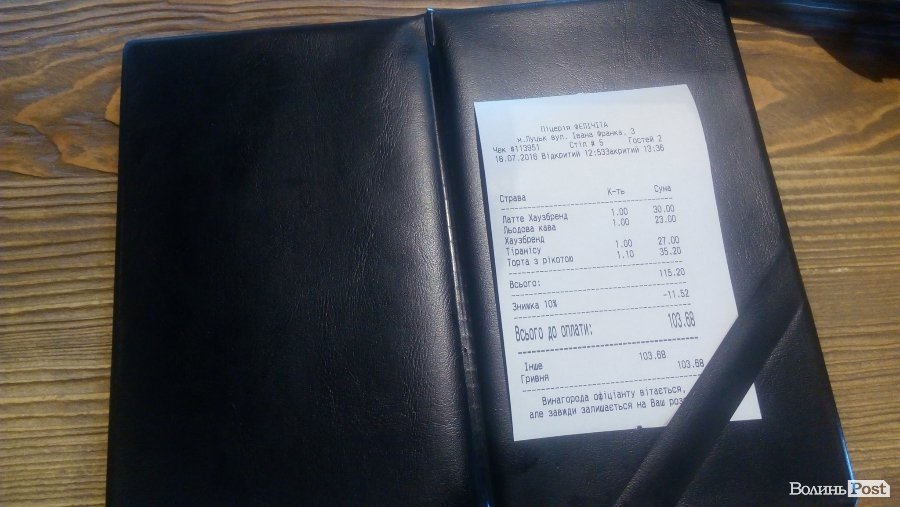 Піцерія ФЕЛІЧІТА
м.Луцьк вул. Івана Франка, 3
Чек #113951 Стіл # 5 Гостей 2
18.07.2016 Відкритий 12:53Закритий 13:36
Страва К-ть Сума
Латте Хаузбренд 1.00 30.00
Льодова кава 1.00 23.00
Хаузбренд
Тірамісу 1.00 27.00
Торта з рікотою 1.10 35.20
Всього: 115.20
Знижка 10% -11.52
Всього до оплати: 103.68
Інше 103.68
Гривня 103.68
Винагорода офіціанту вітається,
але завжди залишається на Ваш роз
ВолиньPost